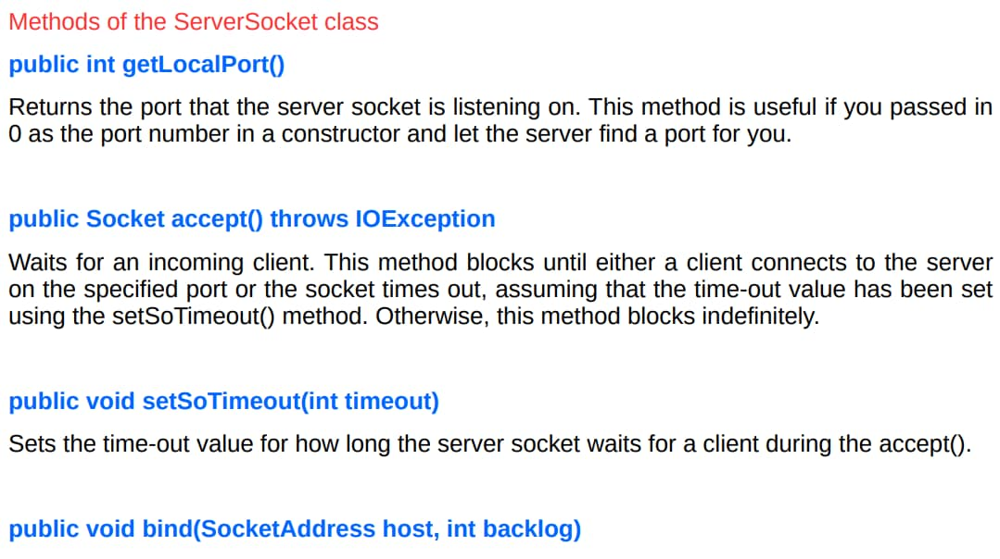 Methods of the ServerSocket class
public int getLocalPort()
Returns the port that the server socket is listening on. This method is useful if you passed in
0 as the port number in a constructor and let the server find a port for you.
public Socket accept() throws IOException
Waits for an incoming client. This method blocks until either a client connects to the server
on the specified port or the socket times out, assuming that the time-out value has been set
using the setSoTimeout() method. Otherwise, this method blocks indefinitely.
public void setSoTimeout(int timeout)
Sets the time-out value for how long the server socket waits for a client during the accept().
public void bind(SocketAddress host, int backlog)